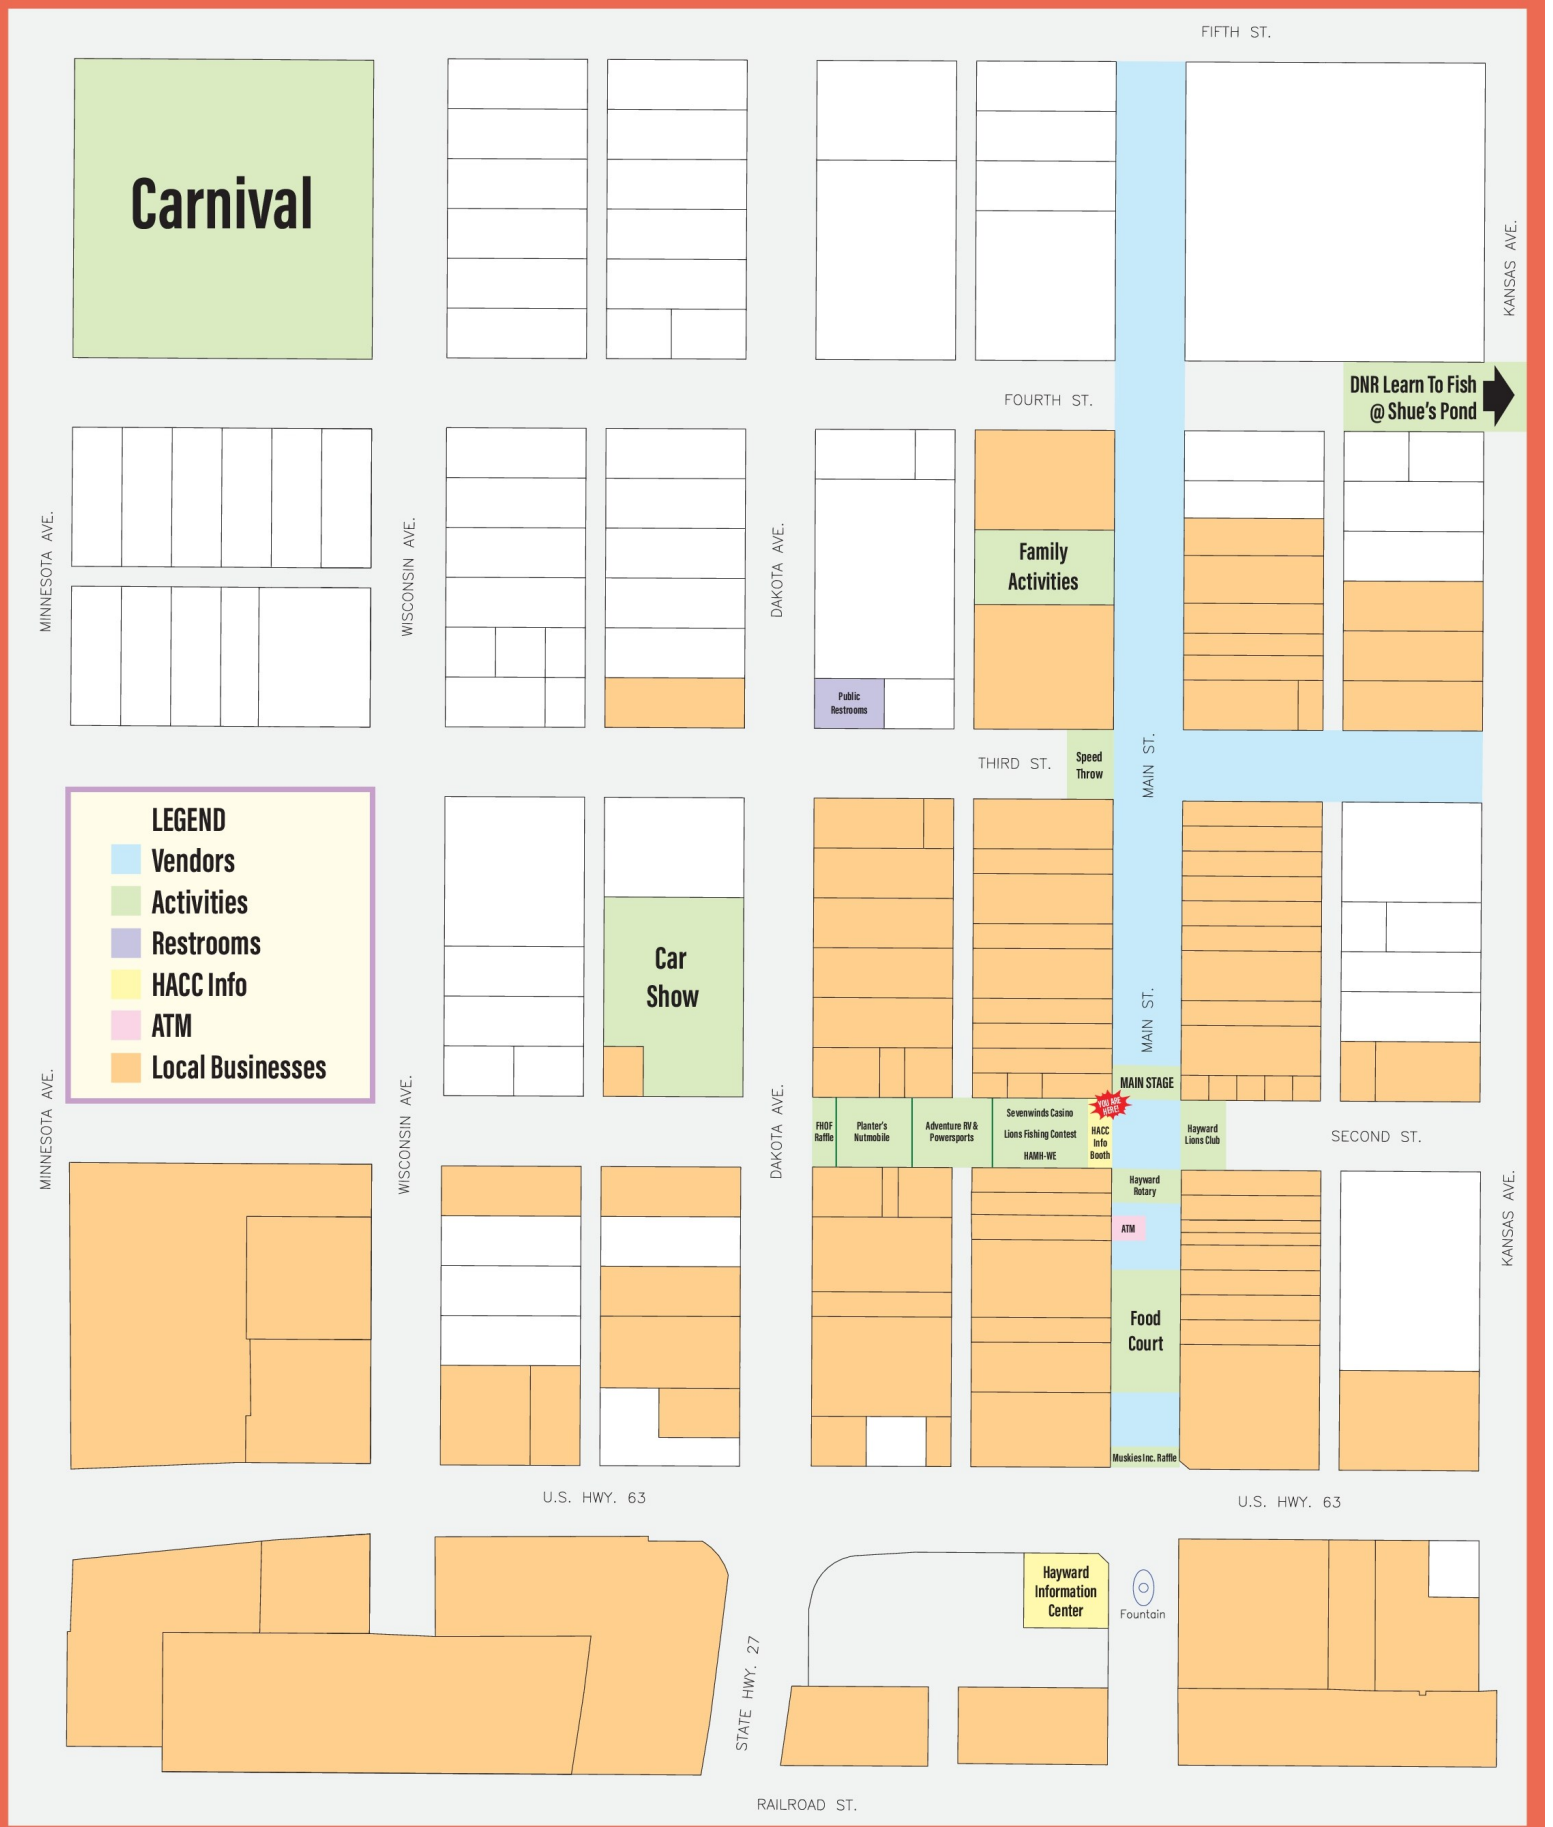 FIFTH ST.
Carnival
KANSAS AVE.
DNR Learn To Fish
@ Shue's Pond
FOURTH ST.
MINNESOTA AVE.
WISCONSIN AVE.
DAKOTA AVE.
Family
Activities
Public
Restrooms
THIRD ST.
Speed
Throw
MAIN ST.
LEGEND
Vendors
Activities
Restrooms
HACC Info
ATM
Local Businesses
Car
Show
MAIN ST.
MAIN STAGE
YOU ARE
HERE!
MINNESOTA AVE.
WISCONSIN AVE.
DAKOTA AVE.
FHOF
Raffle
Planter's
Nutmobile
Adventure RV &
Powersports
Sevenwinds Casino
Lions Fishing Contest
HAMH-WE
HACC
Info
Booth
Hayward
Lions Club
SECOND ST.
Hayward
Rotary
ATM
KANSAS AVE.
Food
Court
Muskies Inc. Raffle
U.S. HWY. 63
U.S. HWY. 63
Hayward
Information
Center
Fountain
STATE HWY. 27
RAILROAD ST.